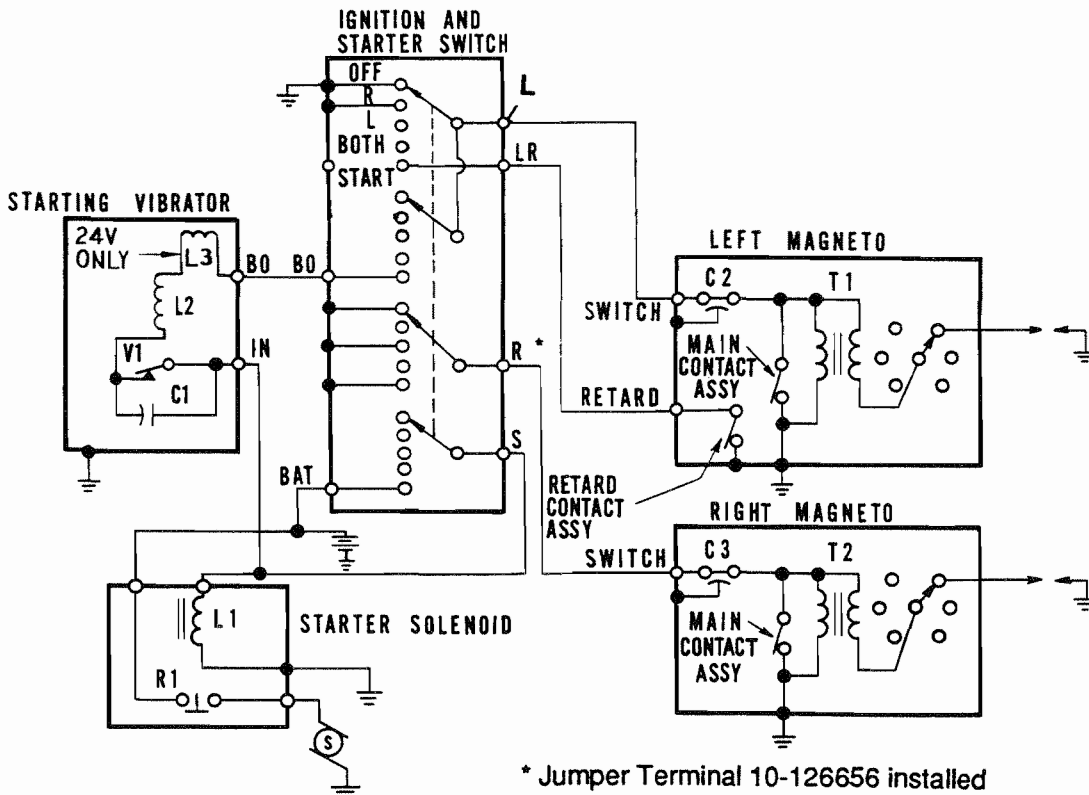 IGNITION AND
STARTER SWITCH
OFF
R
L
BOTH
START
L
LR
STARTING VIBRATOR
24V
ONLY
L3
L2
V1
C1
BO
BO
IN
R *
S
BAT
LEFT MAGNETO
C2
T1
SWITCH
MAIN
CONTACT
ASSY
RETARD
RETARD
CONTACT
ASSY
RIGHT MAGNETO
SWITCH
C3
T2
MAIN
CONTACT
ASSY
L1
STARTER SOLENOID
R1
S
* Jumper Terminal 10-126656 installed